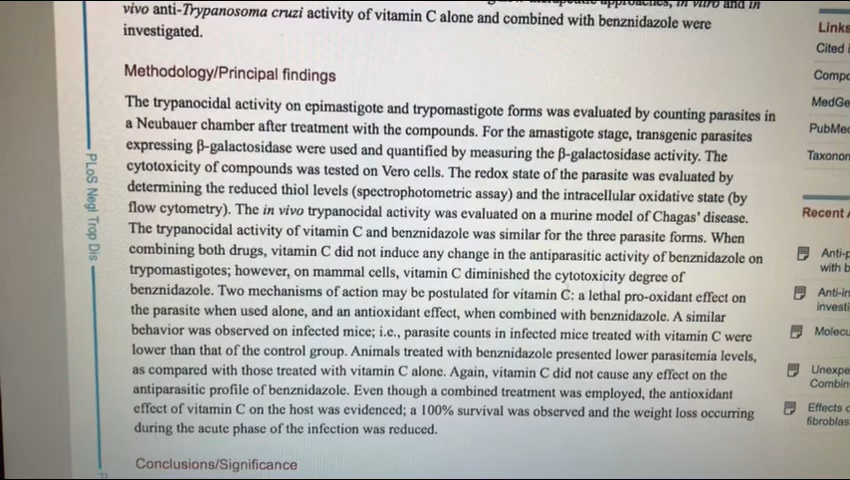 approaches, in vitro and in
vivo anti-Trypanosoma cruzi activity of vitamin C alone and combined with benznidazole were
investigated.
Methodology/Principal findings
The trypanocidal activity on epimastigote and trypomastigote forms was evaluated by counting parasites in
a Neubauer chamber after treatment with the compounds. For the amastigote stage, transgenic parasites
expressing β-galactosidase were used and quantified by measuring the β-galactosidase activity. The
cytotoxicity of compounds was tested on Vero cells. The redox state of the parasite was evaluated by
determining the reduced thiol levels (spectrophotometric assay) and the intracellular oxidative state (by
flow cytometry). The in vivo trypanocidal activity was evaluated on a murine model of Chagas' disease.
The trypanocidal activity of vitamin C and benznidazole was similar for the three parasite forms. When
combining both drugs, vitamin C did not induce any change in the antiparasitic activity of benznidazole on
trypomastigotes; however, on mammal cells, vitamin C diminished the cytotoxicity degree of
benznidazole. Two mechanisms of action may be postulated for vitamin C: a lethal pro-oxidant effect on
the parasite when used alone, and an antioxidant effect, when combined with benznidazole. A similar
behavior was observed on infected mice; i.e., parasite counts in infected mice treated with vitamin C were
lower than that of the control group. Animals treated with benznidazole presented lower parasitemia levels,
as compared with those treated with vitamin C alone. Again, vitamin C did not cause any effect on the
antiparasitic profile of benznidazole. Even though a combined treatment was employed, the antioxidant
effect of vitamin C on the host was evidenced; a 100% survival was observed and the weight loss occurring
during the acute phase of the infection was reduced.
Conclusions/Significance
PLoS Negl Trop Dis
Links
Cited i
Compo
MedGe
PubMed
Taxonom
Recent A
Anti-p
with b
Anti-in
investi
Molecu
Unexpe
Combin
Effects o
fibroblas